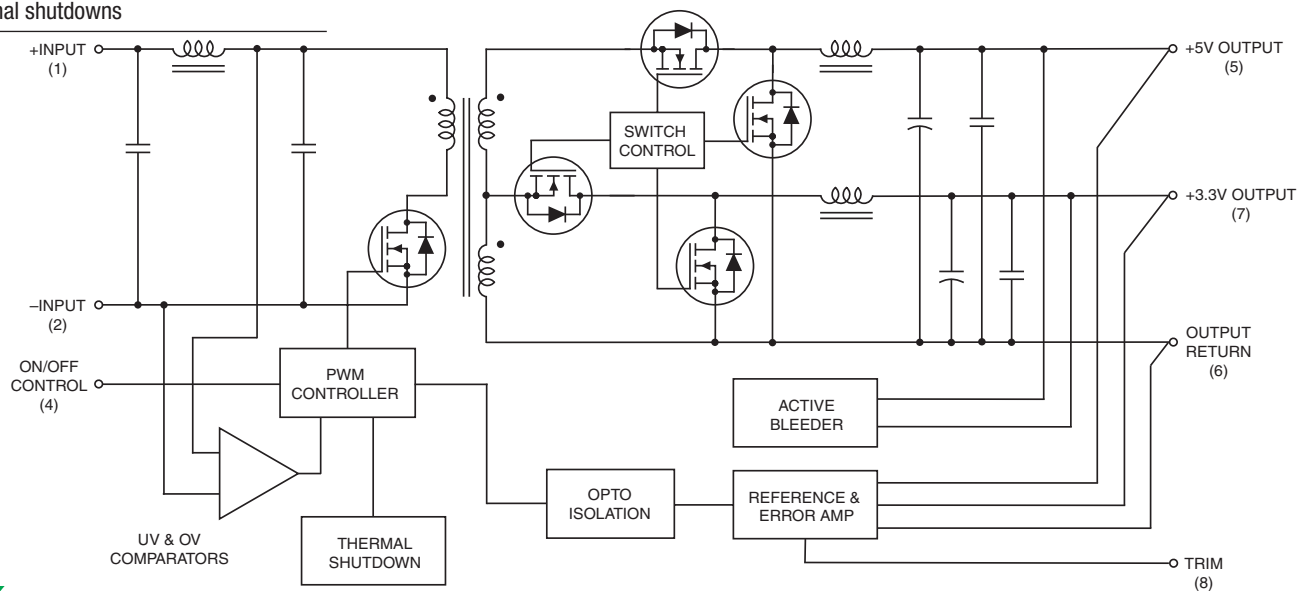 nal shutdowns
+INPUT
(1)
+5V OUTPUT
(5)
SWITCH
CONTROL
+3.3V OUTPUT
(7)
–INPUT
(2)
OUTPUT
RETURN
(6)
ON/OFF
CONTROL
(4)
PWM
CONTROLLER
ACTIVE
BLEEDER
OPTO
ISOLATION
REFERENCE &
ERROR AMP
UV & OV
COMPARATORS
THERMAL
SHUTDOWN
TRIM
(8)